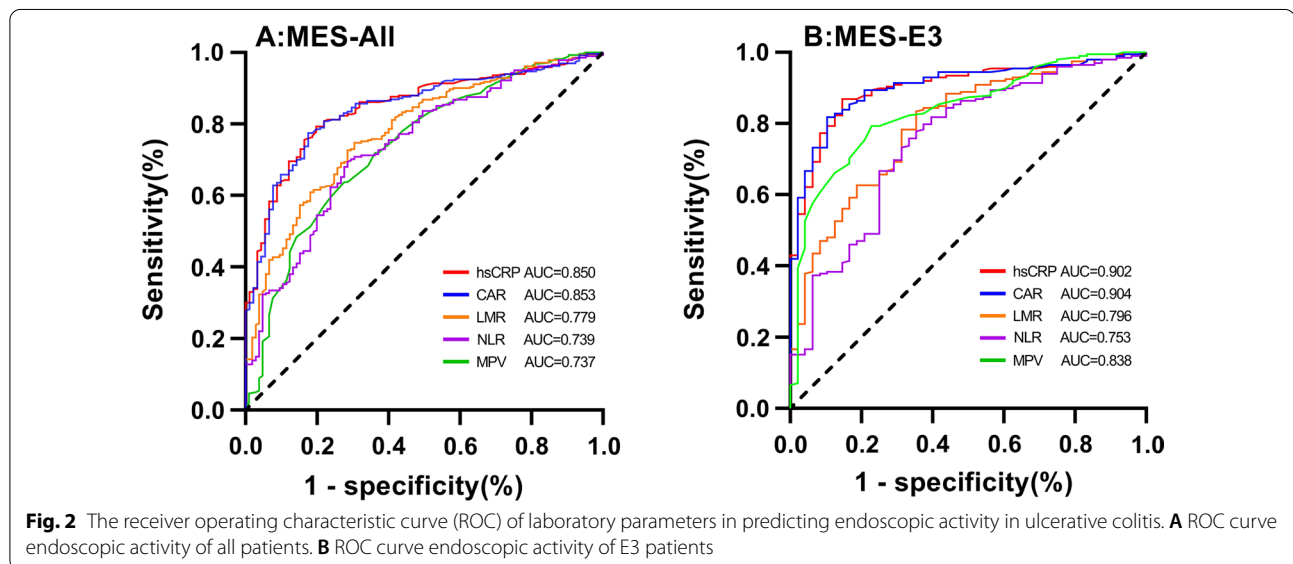 A:MES-All
1.0
0.8
0.6
0.4
0.2
0.0
Sensitivity(%)
0.0 0.2 0.4 0.6 0.8 1.0
1 - specificity(%)
hsCRP AUC=0.850
CAR AUC=0.853
LMR AUC=0.779
NLR AUC=0.739
MPV AUC=0.737
B:MES-E3
1.0
0.8
0.6
0.4
0.2
0.0
Sensitivity(%)
0.0 0.2 0.4 0.6 0.8 1.0
1 - specificity(%)
hsCRP AUC=0.902
CAR AUC=0.904
LMR AUC=0.796
NLR AUC=0.753
MPV AUC=0.838
Fig. 2 The receiver operating characteristic curve (ROC) of laboratory parameters in predicting endoscopic activity in ulcerative colitis. A ROC curve
endoscopic activity of all patients. B ROC curve endoscopic activity of E3 patients